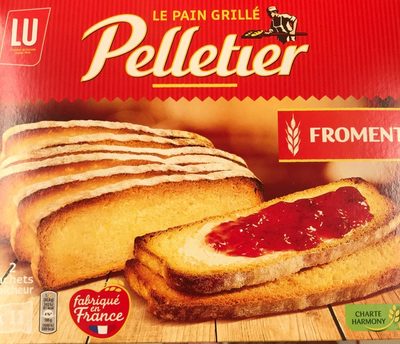 LU
LE PAIN GRILLÉ
Pelletier
FROMENT
fabriqué
en
France
CHARTE
HARMONY